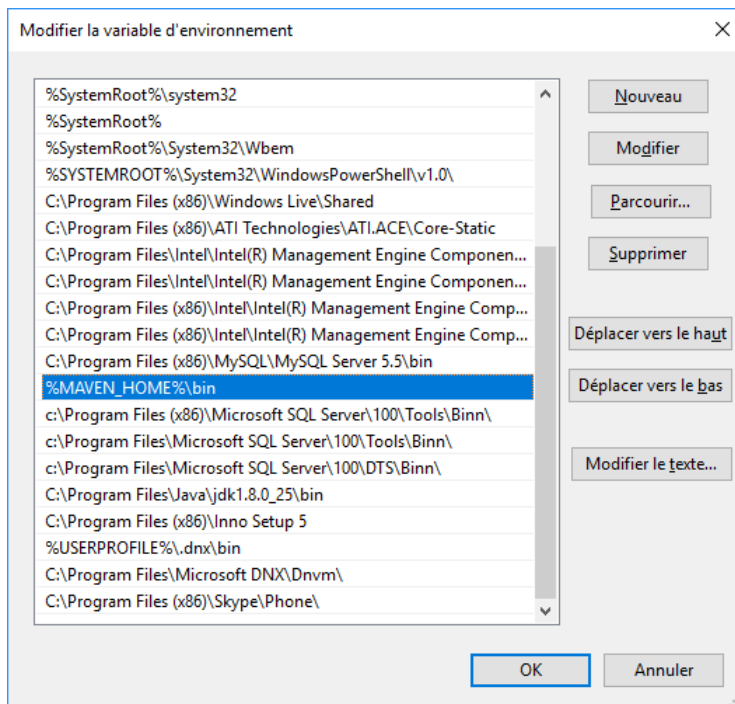 Modifier la variable d'environnement
%SystemRoot%\system32
%SystemRoot%
%SystemRoot%\System32\Wbem
%SYSTEMROOT%\System32\WindowsPowerShell\v1.0\
C:\Program Files (x86)\Windows Live\Shared
C:\Program Files (x86)\ATI Technologies\ATI.ACE\Core-Static
C:\Program Files\Intel\Intel(R) Management Engine Componen...
C:\Program Files\Intel\Intel(R) Management Engine Componen...
C:\Program Files (x86)\Intel\Intel(R) Management Engine Comp...
C:\Program Files (x86)\Intel\Intel(R) Management Engine Comp...
C:\Program Files (x86)\MySQL\MySQL Server 5.5\bin
%MAVEN_HOME%\bin
c:\Program Files (x86)\Microsoft SQL Server\100\Tools\Binn\
c:\Program Files\Microsoft SQL Server\100\Tools\Binn\
c:\Program Files\Microsoft SQL Server\100\DTS\Binn\
C:\Program Files\Java\jdk1.8.0_25\bin
C:\Program Files (x86)\Inno Setup 5
%USERPROFILE%\.dnx\bin
C:\Program Files\Microsoft DNX\Dnvm\
C:\Program Files (x86)\Skype\Phone\
Nouveau
Modifier
Parcourir...
Supprimer
Déplacer vers le haut
Déplacer vers le bas
Modifier le texte...
OK
Annuler